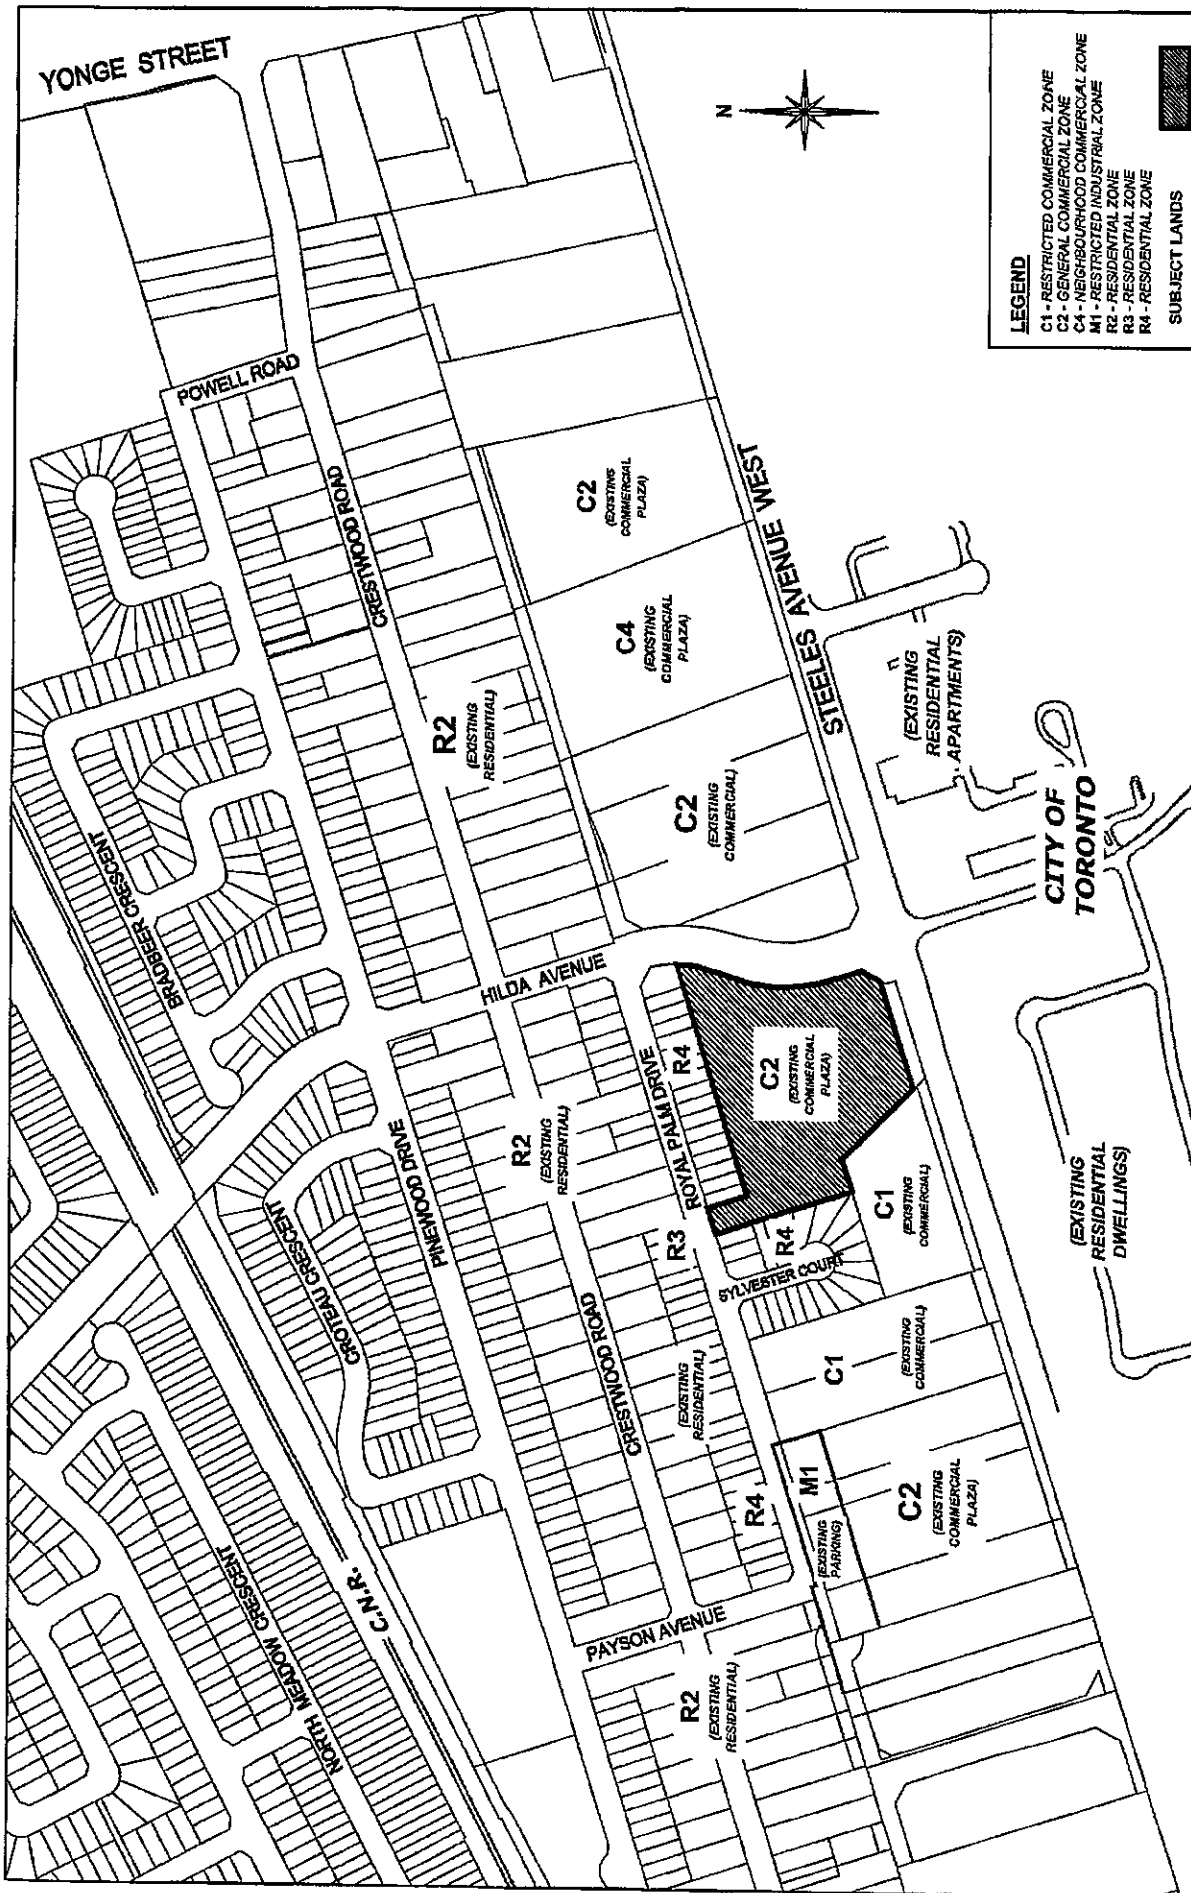 YONGE STREET
POWELL ROAD
CRESTWOOD ROAD
BRADBEER CRESCENT
R2
(EXISTING
RESIDENTIAL)
C2
(EXISTING
COMMERCIAL
PLAZA)
C4
(EXISTING
COMMERCIAL
PLAZA)
C2
(EXISTING
COMMERCIAL)
STEELES AVENUE WEST
N
(EXISTING
RESIDENTIAL
APARTMENTS)
CITY OF
TORONTO
HILDA AVENUE
CROTEAU CRESCENT
PINEWOOD DRIVE
R2
(EXISTING
RESIDENTIAL)
ROYAL PALM DRIVE
R4
C2
(EXISTING
COMMERCIAL
PLAZA)
R3
R4
SYLVESTER COURT
C1
(EXISTING
COMMERCIAL)
(EXISTING
RESIDENTIAL
DWELLINGS)
CRESTWOOD ROAD
(EXISTING
RESIDENTIAL)
C1
(EXISTING
COMMERCIAL)
R4
M1
(EXISTING
PARKING)
C2
(EXISTING
COMMERCIAL
PLAZA)
C.N.R.
NORTH MEADOW CRESCENT
PAYSON AVENUE
R2
(EXISTING
RESIDENTIAL)
LEGEND
C1 - RESTRICTED COMMERCIAL ZONE
C2 - GENERAL COMMERCIAL ZONE
C4 - NEIGHBOURHOOD COMMERCIAL ZONE
M1 - RESTRICTED INDUSTRIAL ZONE
R2 - RESIDENTIAL ZONE
R3 - RESIDENTIAL ZONE
R4 - RESIDENTIAL ZONE
SUBJECT LANDS